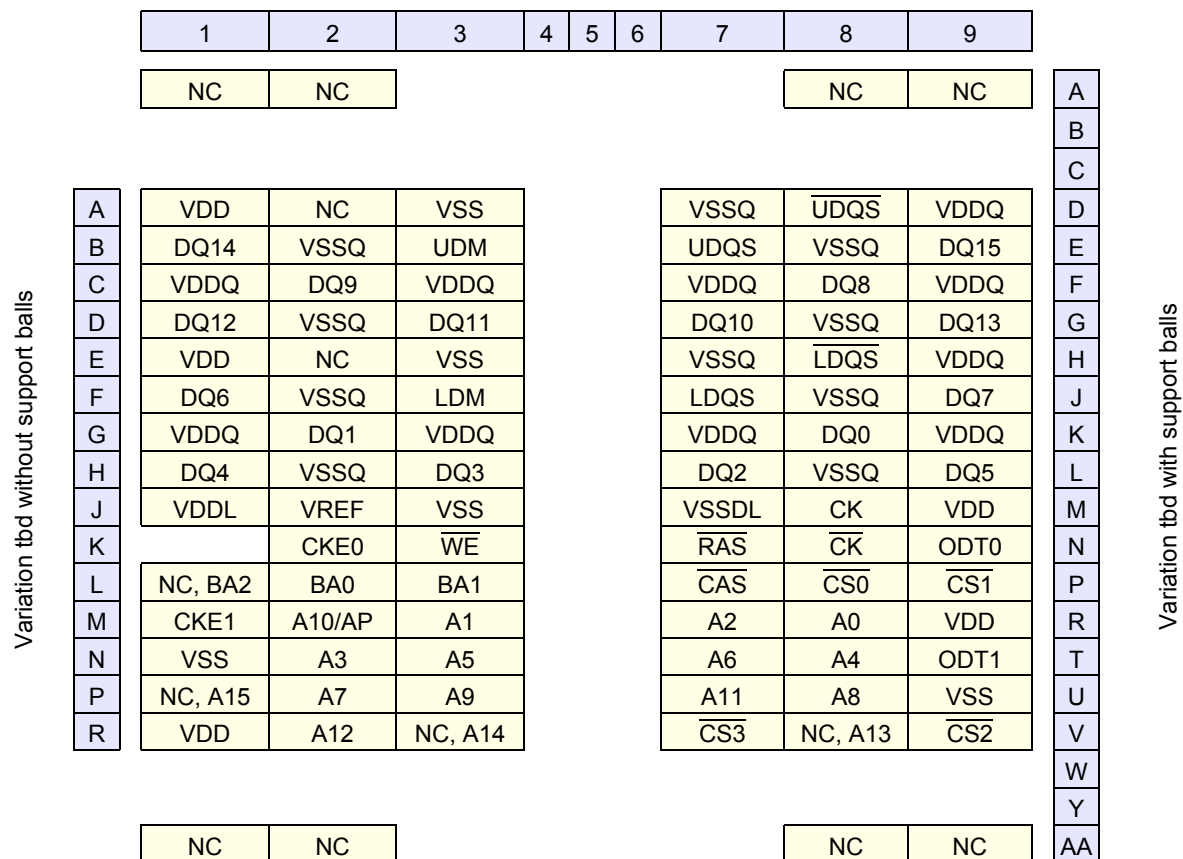 1 2 3 4 5 6 7 8 9
NC NC NC NC A
B
C
A VDD NC VSS VSSQ UDQS VDDQ D
B DQ14 VSSQ UDM UDQS VSSQ DQ15 E
C VDDQ DQ9 VDDQ VDDQ DQ8 VDDQ F
D DQ12 VSSQ DQ11 DQ10 VSSQ DQ13 G
E VDD NC VSS VSSQ LDQS VDDQ H
F DQ6 VSSQ LDM LDQS VSSQ DQ7 J
G VDDQ DQ1 VDDQ VDDQ DQ0 VDDQ K
H DQ4 VSSQ DQ3 DQ2 VSSQ DQ5 L
J VDDL VREF VSS VSSDL CK VDD M
K CKE0 WE RAS CK ODT0 N
L NC, BA2 BA0 BA1 CAS CS0 CS1 P
M CKE1 A10/AP A1 A2 A0 VDD R
N VSS A3 A5 A6 A4 ODT1 T
P NC, A15 A7 A9 A11 A8 VSS U
R VDD A12 NC, A14 CS3 NC, A13 CS2 V
W
Y
NC NC NC NC AA
Variation tbd without support balls
Variation tbd with support balls